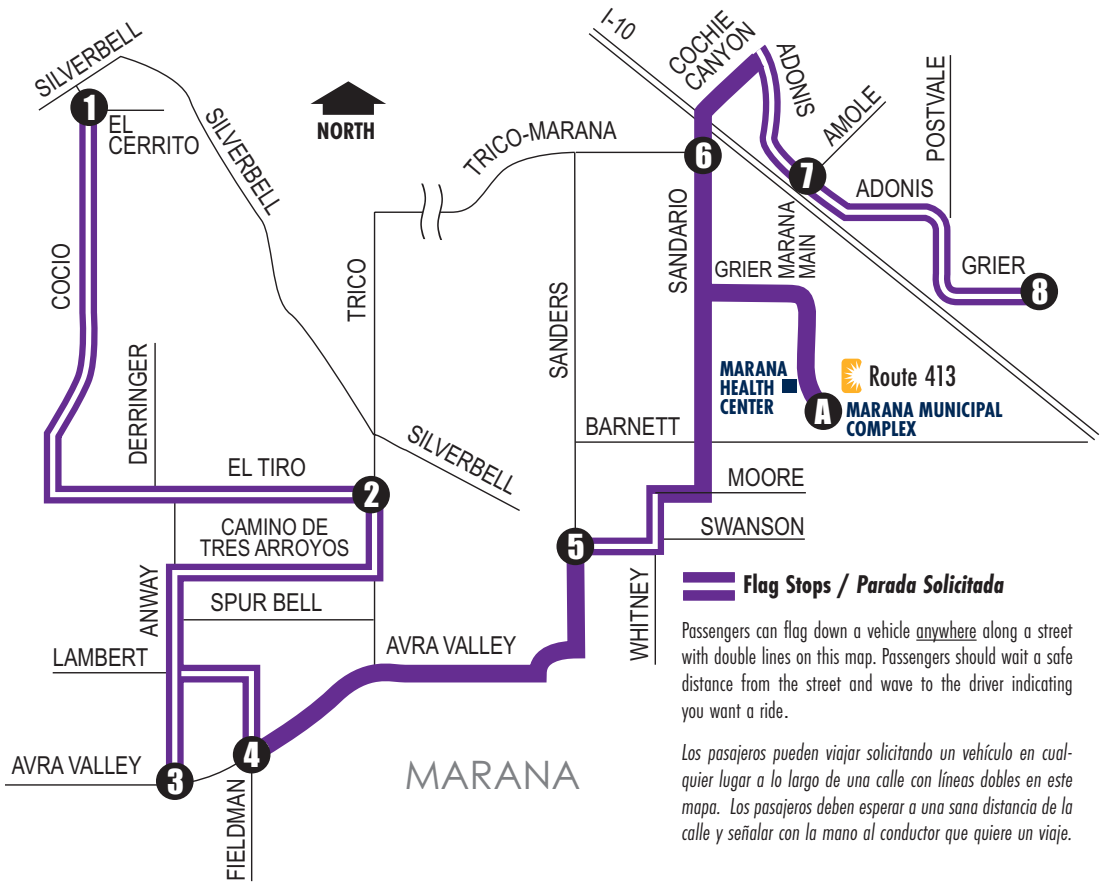 SILVERBELL
1
EL
CERRITO
SILVERBELL
NORTH
COCIO
TRICO
TRICO-MARANA
I-10
COCHIE
CANYON
ADONIS
AMOLE
POSTVALE
6
7
ADONIS
SANDARIO
GRIER
MARANA
MAIN
GRIER
8
SANDERS
DERRINGER
MARANA
HEALTH
CENTER
Route 413
A
MARANA MUNICIPAL
COMPLEX
BARNETT
SILVERBELL
EL TIRO
2
MOORE
SWANSON
CAMINO DE
TRES ARROYOS
5
WHITNEY
ANWAY
SPUR BELL
LAMBERT
AVRA VALLEY
AVRA VALLEY
3
4
FIELDMAN
MARANA
Flag Stops / Parada Solicitada
Passengers can flag down a vehicle anywhere along a street
with double lines on this map. Passengers should wait a safe
distance from the street and wave to the driver indicating
you want a ride.
Los pasajeros pueden viajar solicitando un vehículo en cual-
quier lugar a lo largo de una calle con líneas dobles en este
mapa. Los pasajeros deben esperar a una sana distancia de la
calle y señalar con la mano al conductor que quiere un viaje.